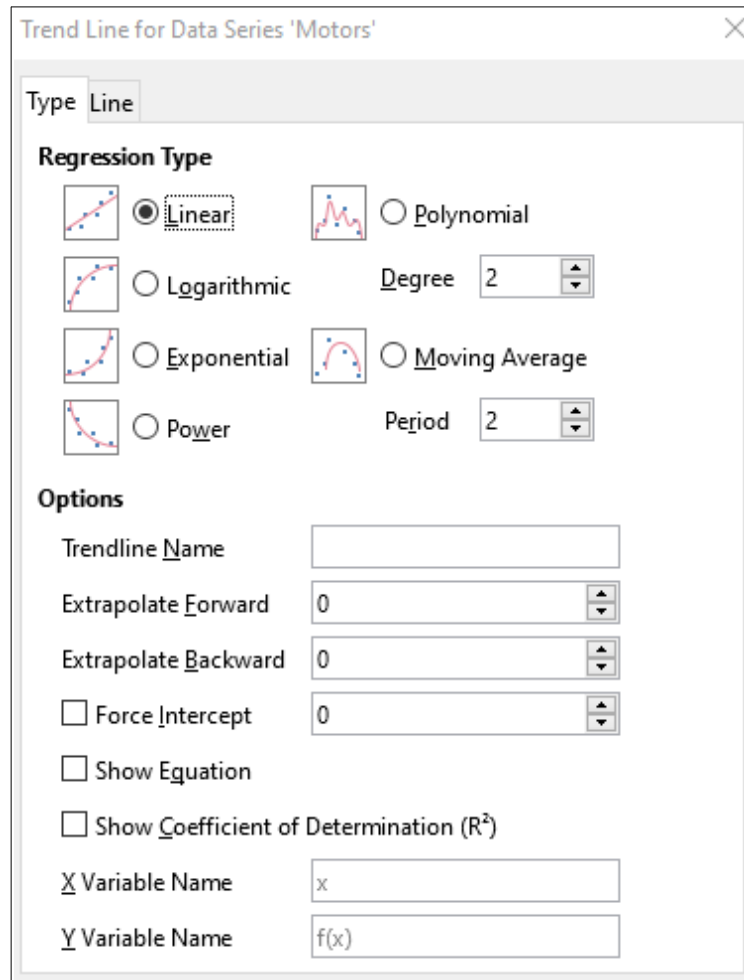 Trend Line for Data Series 'Motors'
Type Line
Regression Type
Linear Polynomial
Logarithmic Degree 2
Exponential Moving Average
Power Period 2
Options
Trendline Name
Extrapolate Forward 0
Extrapolate Backward 0
Force Intercept 0
Show Equation
Show Coefficient of Determination (R²)
X Variable Name x
Y Variable Name f(x)